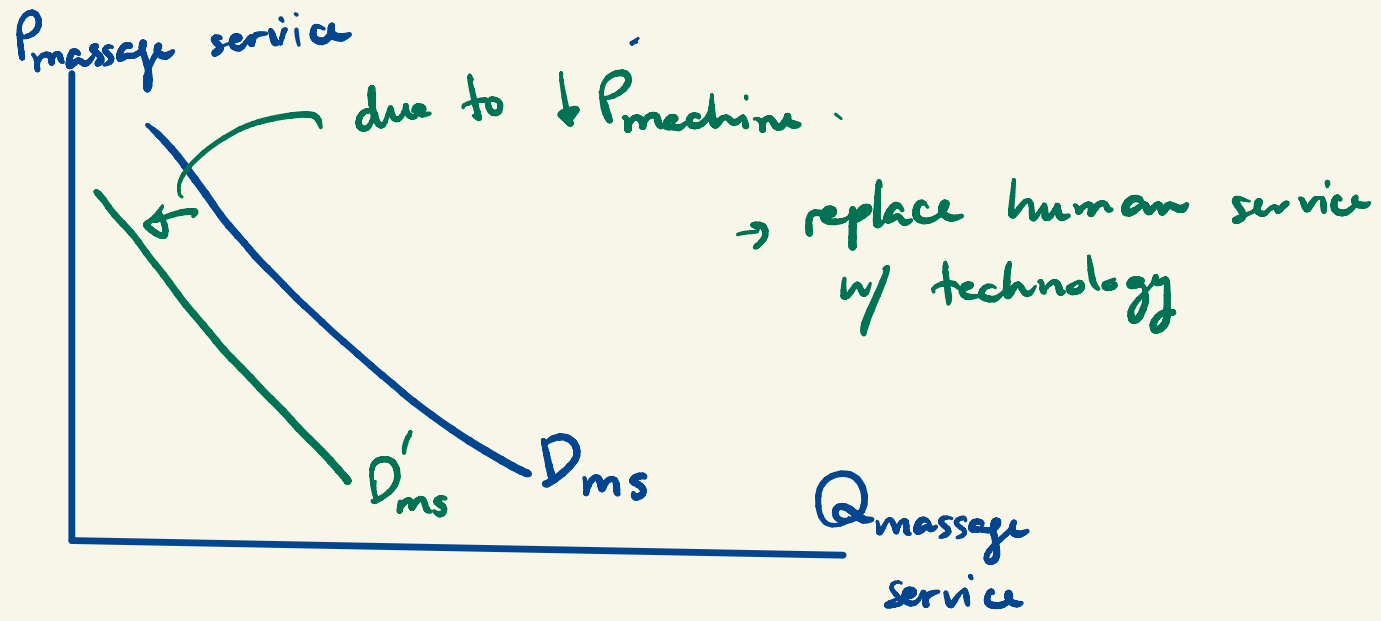 Pmassage service
due to ↓ Pmachine
→ replace human service
w/ technology
D'ms
Dms
Qmassage
service